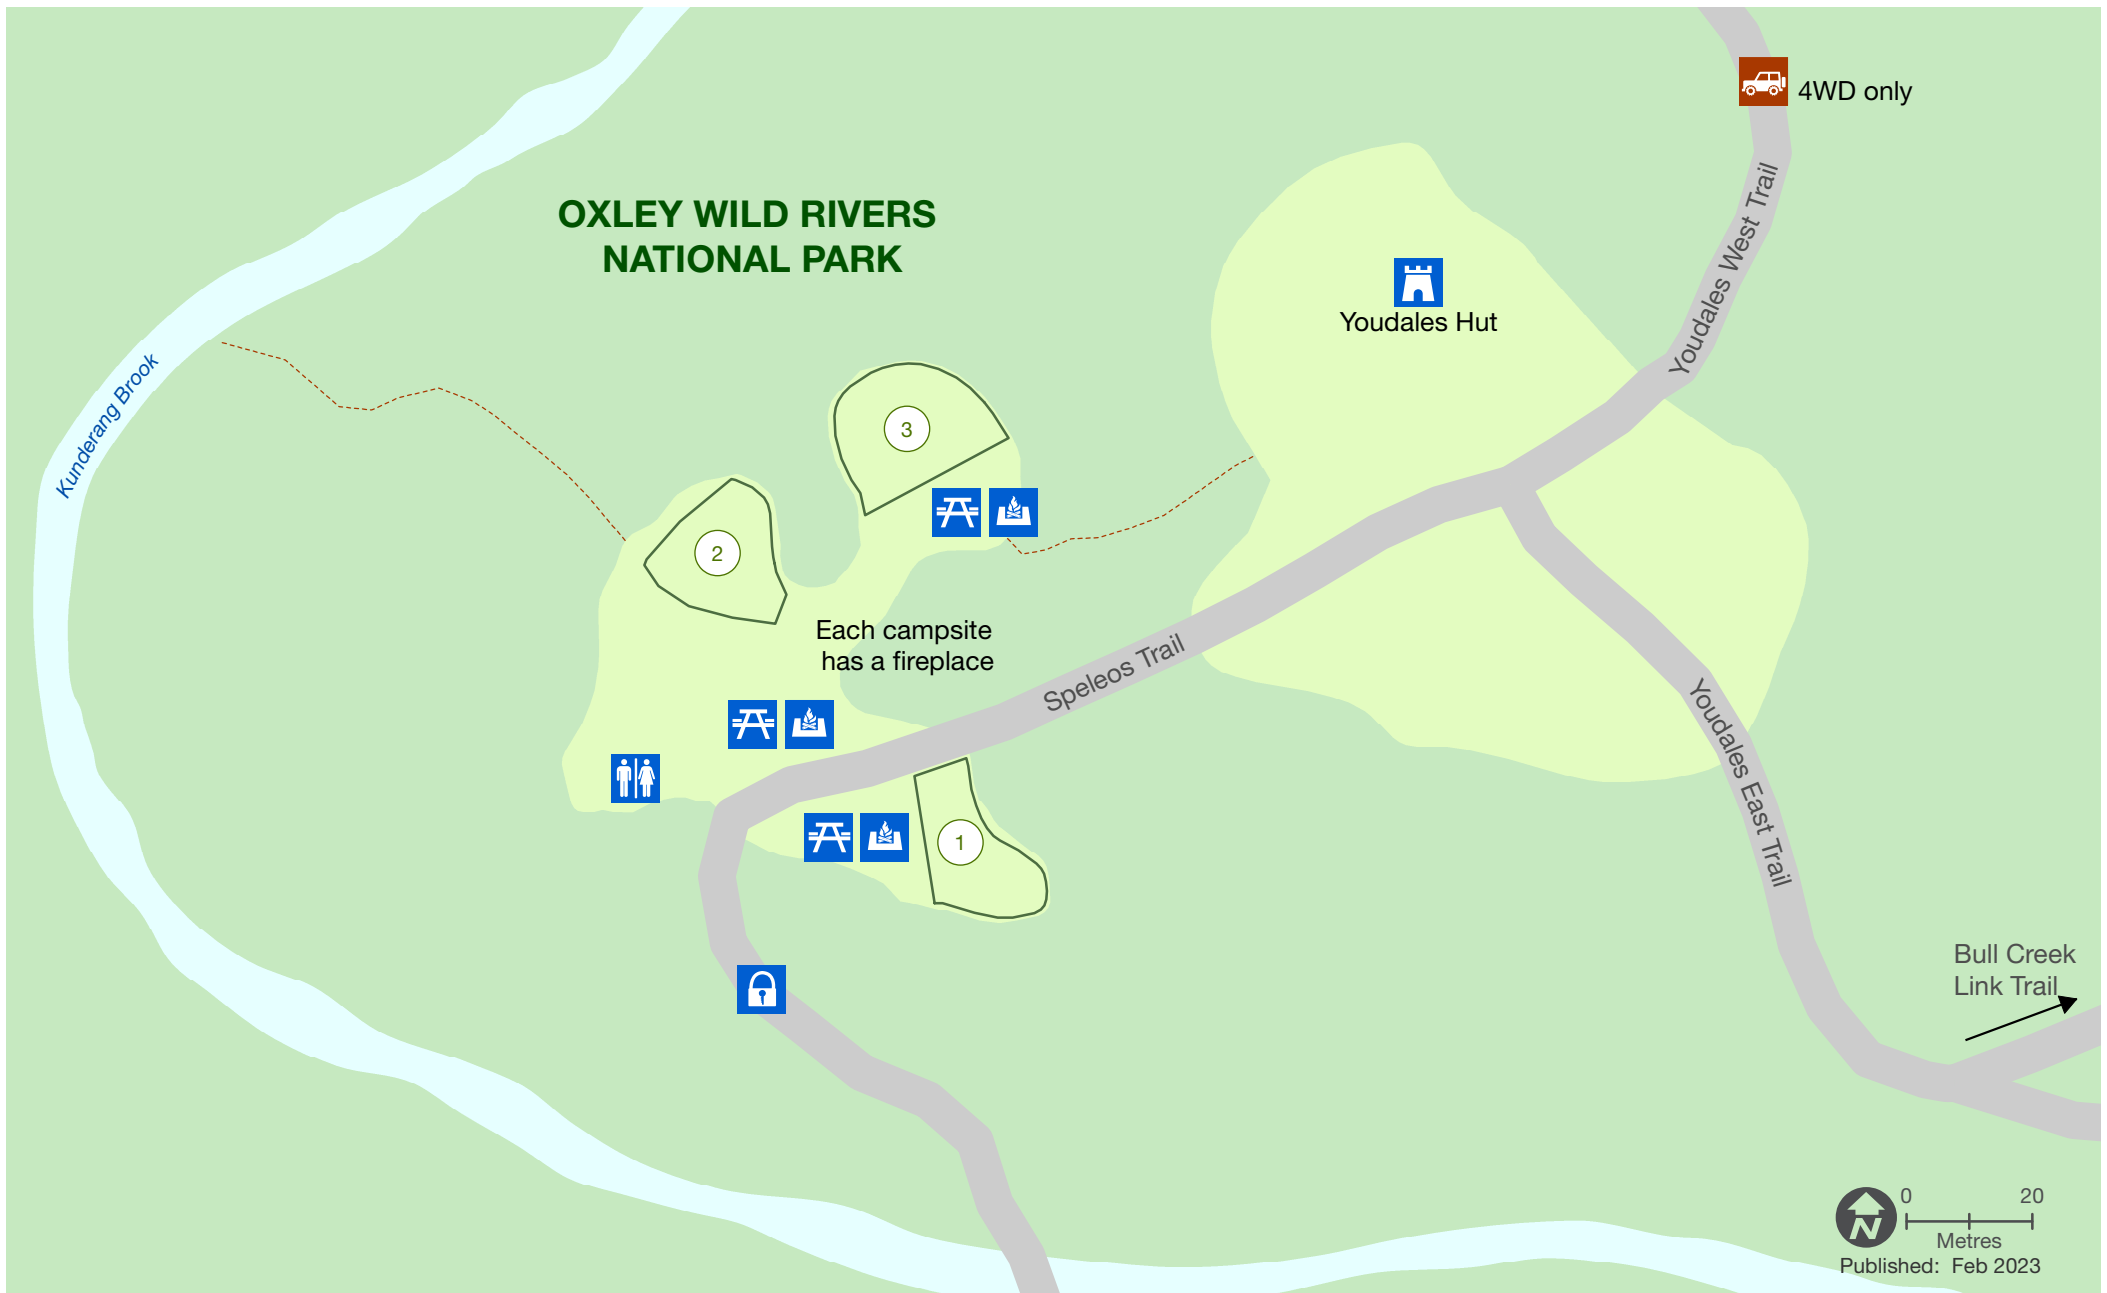 4WD only
OXLEY WILD RIVERS
NATIONAL PARK
Youdales West Trail
Youdales Hut
Kunderang Brook
3
2
Each campsite
has a fireplace
Speleos Trail
Youdales East Trail
1
Bull Creek
Link Trail
N
0 20
Metres
Published: Feb 2023